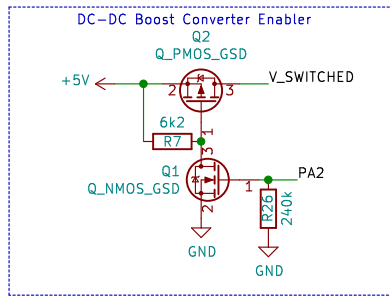 DC-DC Boost Converter Enabler
Q2
Q_PMOS_GSD
+5V
2
3
V_SWITCHED
1
6k2
R7
3
Q1
Q_NMOS_GSD
1
PA2
2
R26
240k
GND
GND